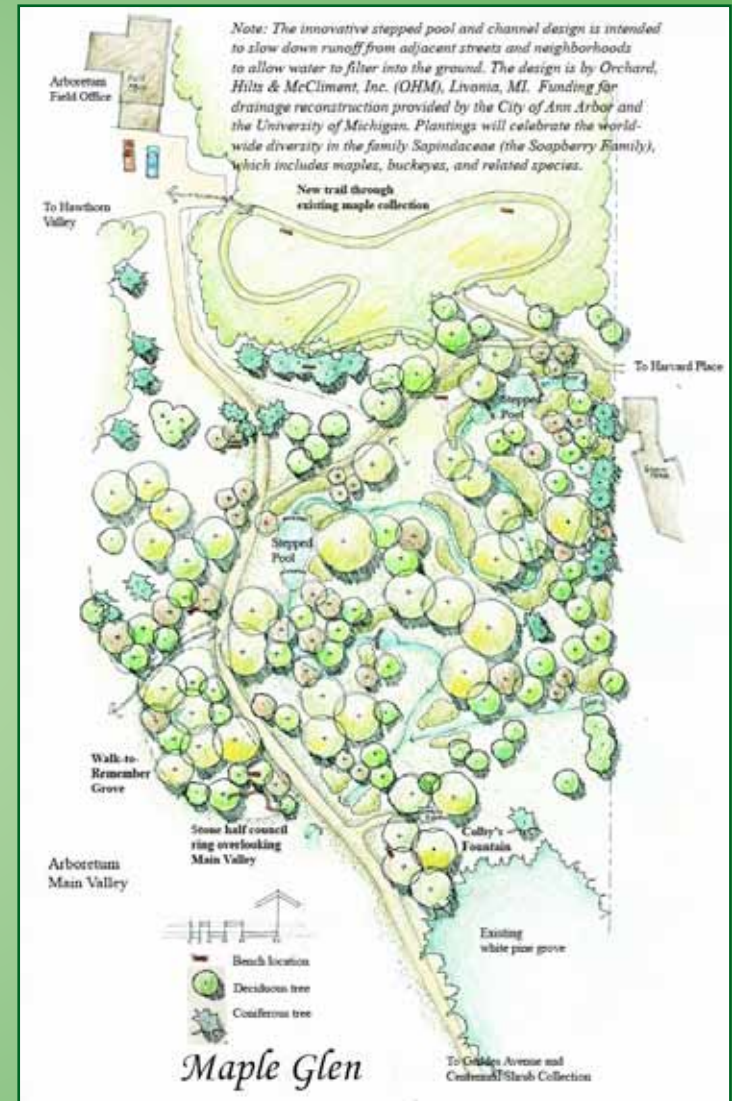 Note: The innovative stepped pool and channel design is intended
to slow down runoff from adjacent streets and neighborhoods
to allow water to filter into the ground. The design is by Orchard,
Hilts & McCliment, Inc. (OHM), Livonia, MI. Funding for
drainage reconstruction provided by the City of Ann Arbor and
the University of Michigan. Plantings will celebrate the world-
wide diversity in the family Sapindaceae (the Soapberry Family),
which includes maples, buckeyes, and related species.
Arboretum
Field Office
New trail through
existing maple collection
To Hawthorn
Valley
To Harvard Place
Stepped
Pool
Stepped
Pool
Walk-to-
Remember
Grove
Stone half council
ring overlooking
Main Valley
Colby's
Fountain
Arboretum
Main Valley
Existing
white pine grove
Bench location
Deciduous tree
Coniferous tree
Maple Glen
To Geddes Avenue and
Centennial Shrub Collection